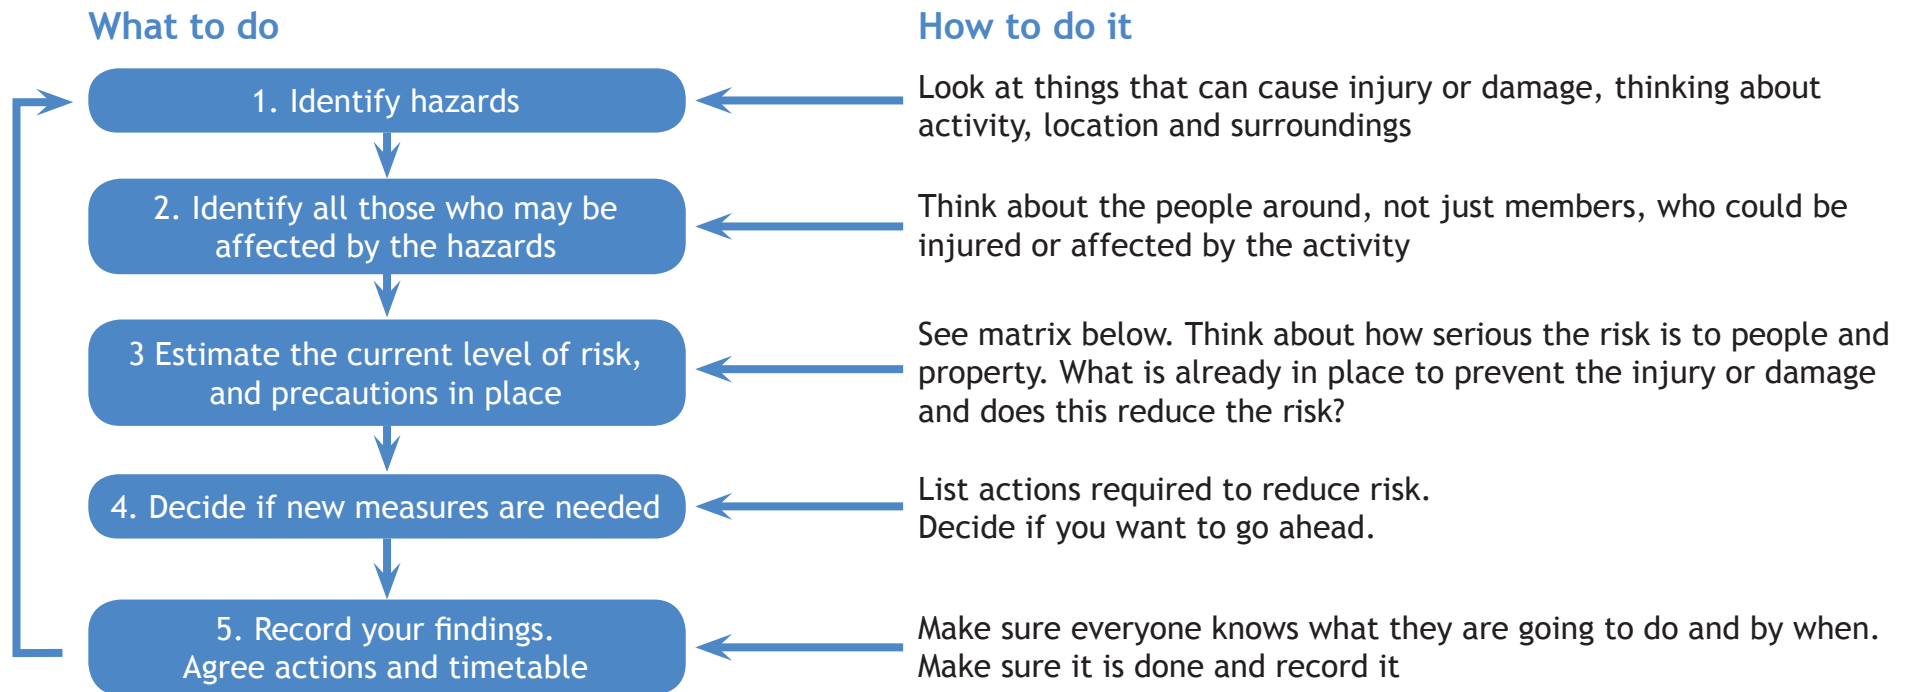 What to do
How to do it
1. Identify hazards
Look at things that can cause injury or damage, thinking about
activity, location and surroundings
2. Identify all those who may be
affected by the hazards
Think about the people around, not just members, who could be
injured or affected by the activity
3 Estimate the current level of risk,
and precautions in place
See matrix below. Think about how serious the risk is to people and
property. What is already in place to prevent the injury or damage
and does this reduce the risk?
4. Decide if new measures are needed
List actions required to reduce risk.
Decide if you want to go ahead.
5. Record your findings.
Agree actions and timetable
Make sure everyone knows what they are going to do and by when.
Make sure it is done and record it